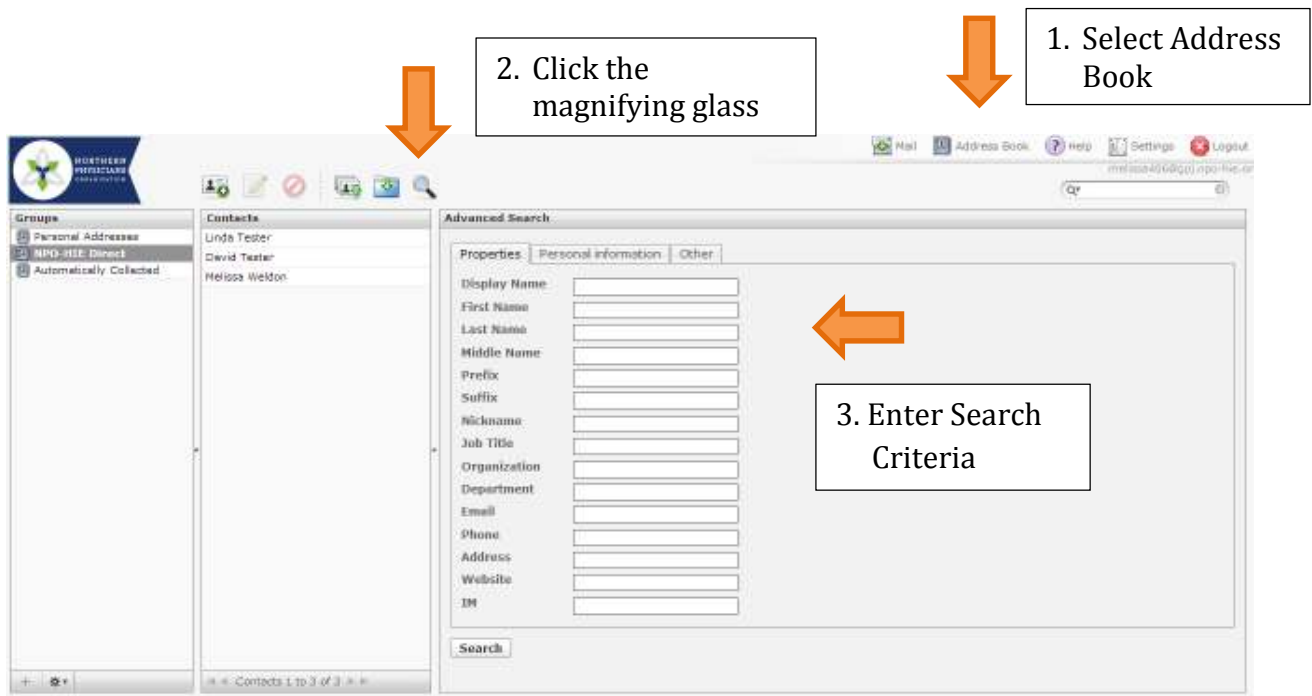 1. Select Address
Book
2. Click the
magnifying glass
Mail Address Book Help Settings Logout
NORTHERN
PHYSICIANS
ORGANIZATION
Groups
Personal Addresses
NPO-HIE Direct
Automatically Collected
Contacts
Linda Tester
David Tester
Melissa Weldon
Contacts 1 to 3 of 3
Advanced Search
Properties Personal information Other
Display Name
First Name
Last Name
Middle Name
Prefix
Suffix
Nickname
Job Title
Organization
Department
Email
Phone
Address
Website
IM
Search
3. Enter Search
Criteria